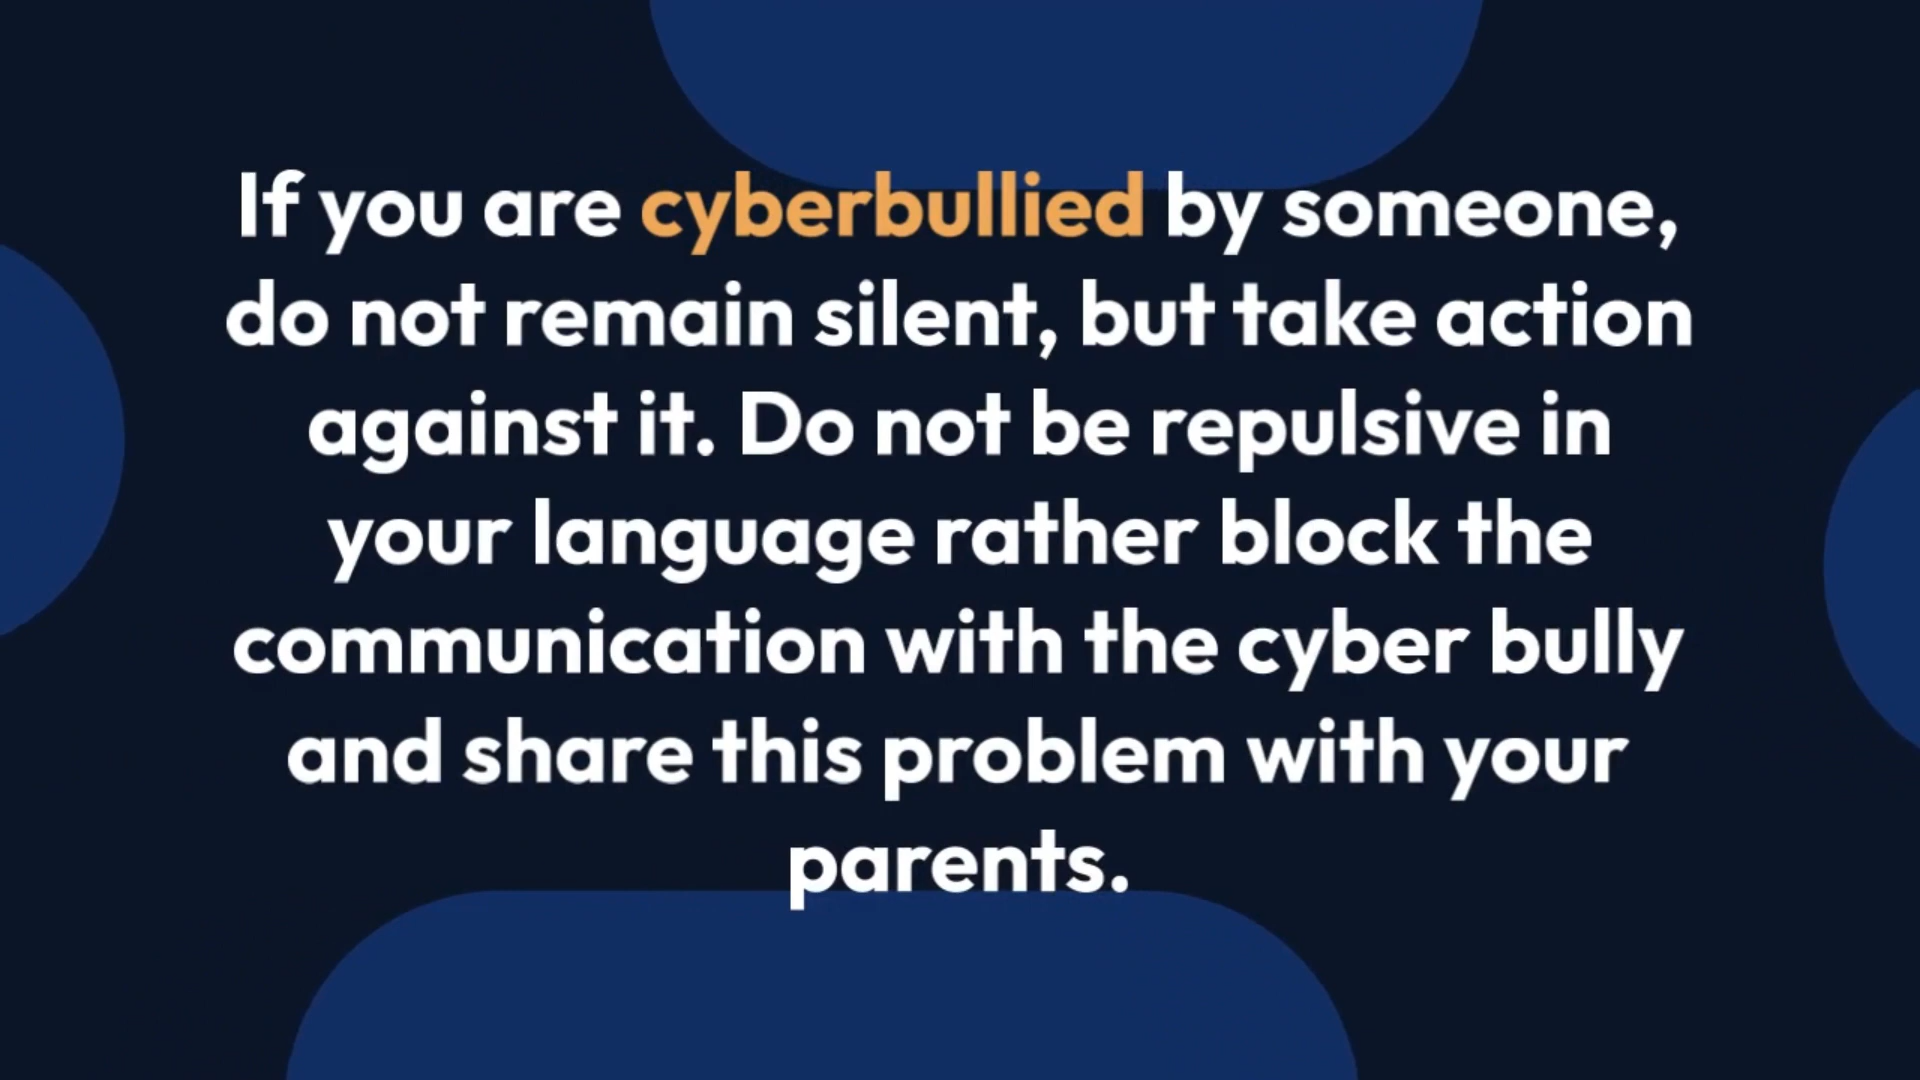 If you are cyberbullied by someone,
do not remain silent, but take action
against it. Do not be repulsive in
your language rather block the
communication with the cyber bully
and share this problem with your
parents.